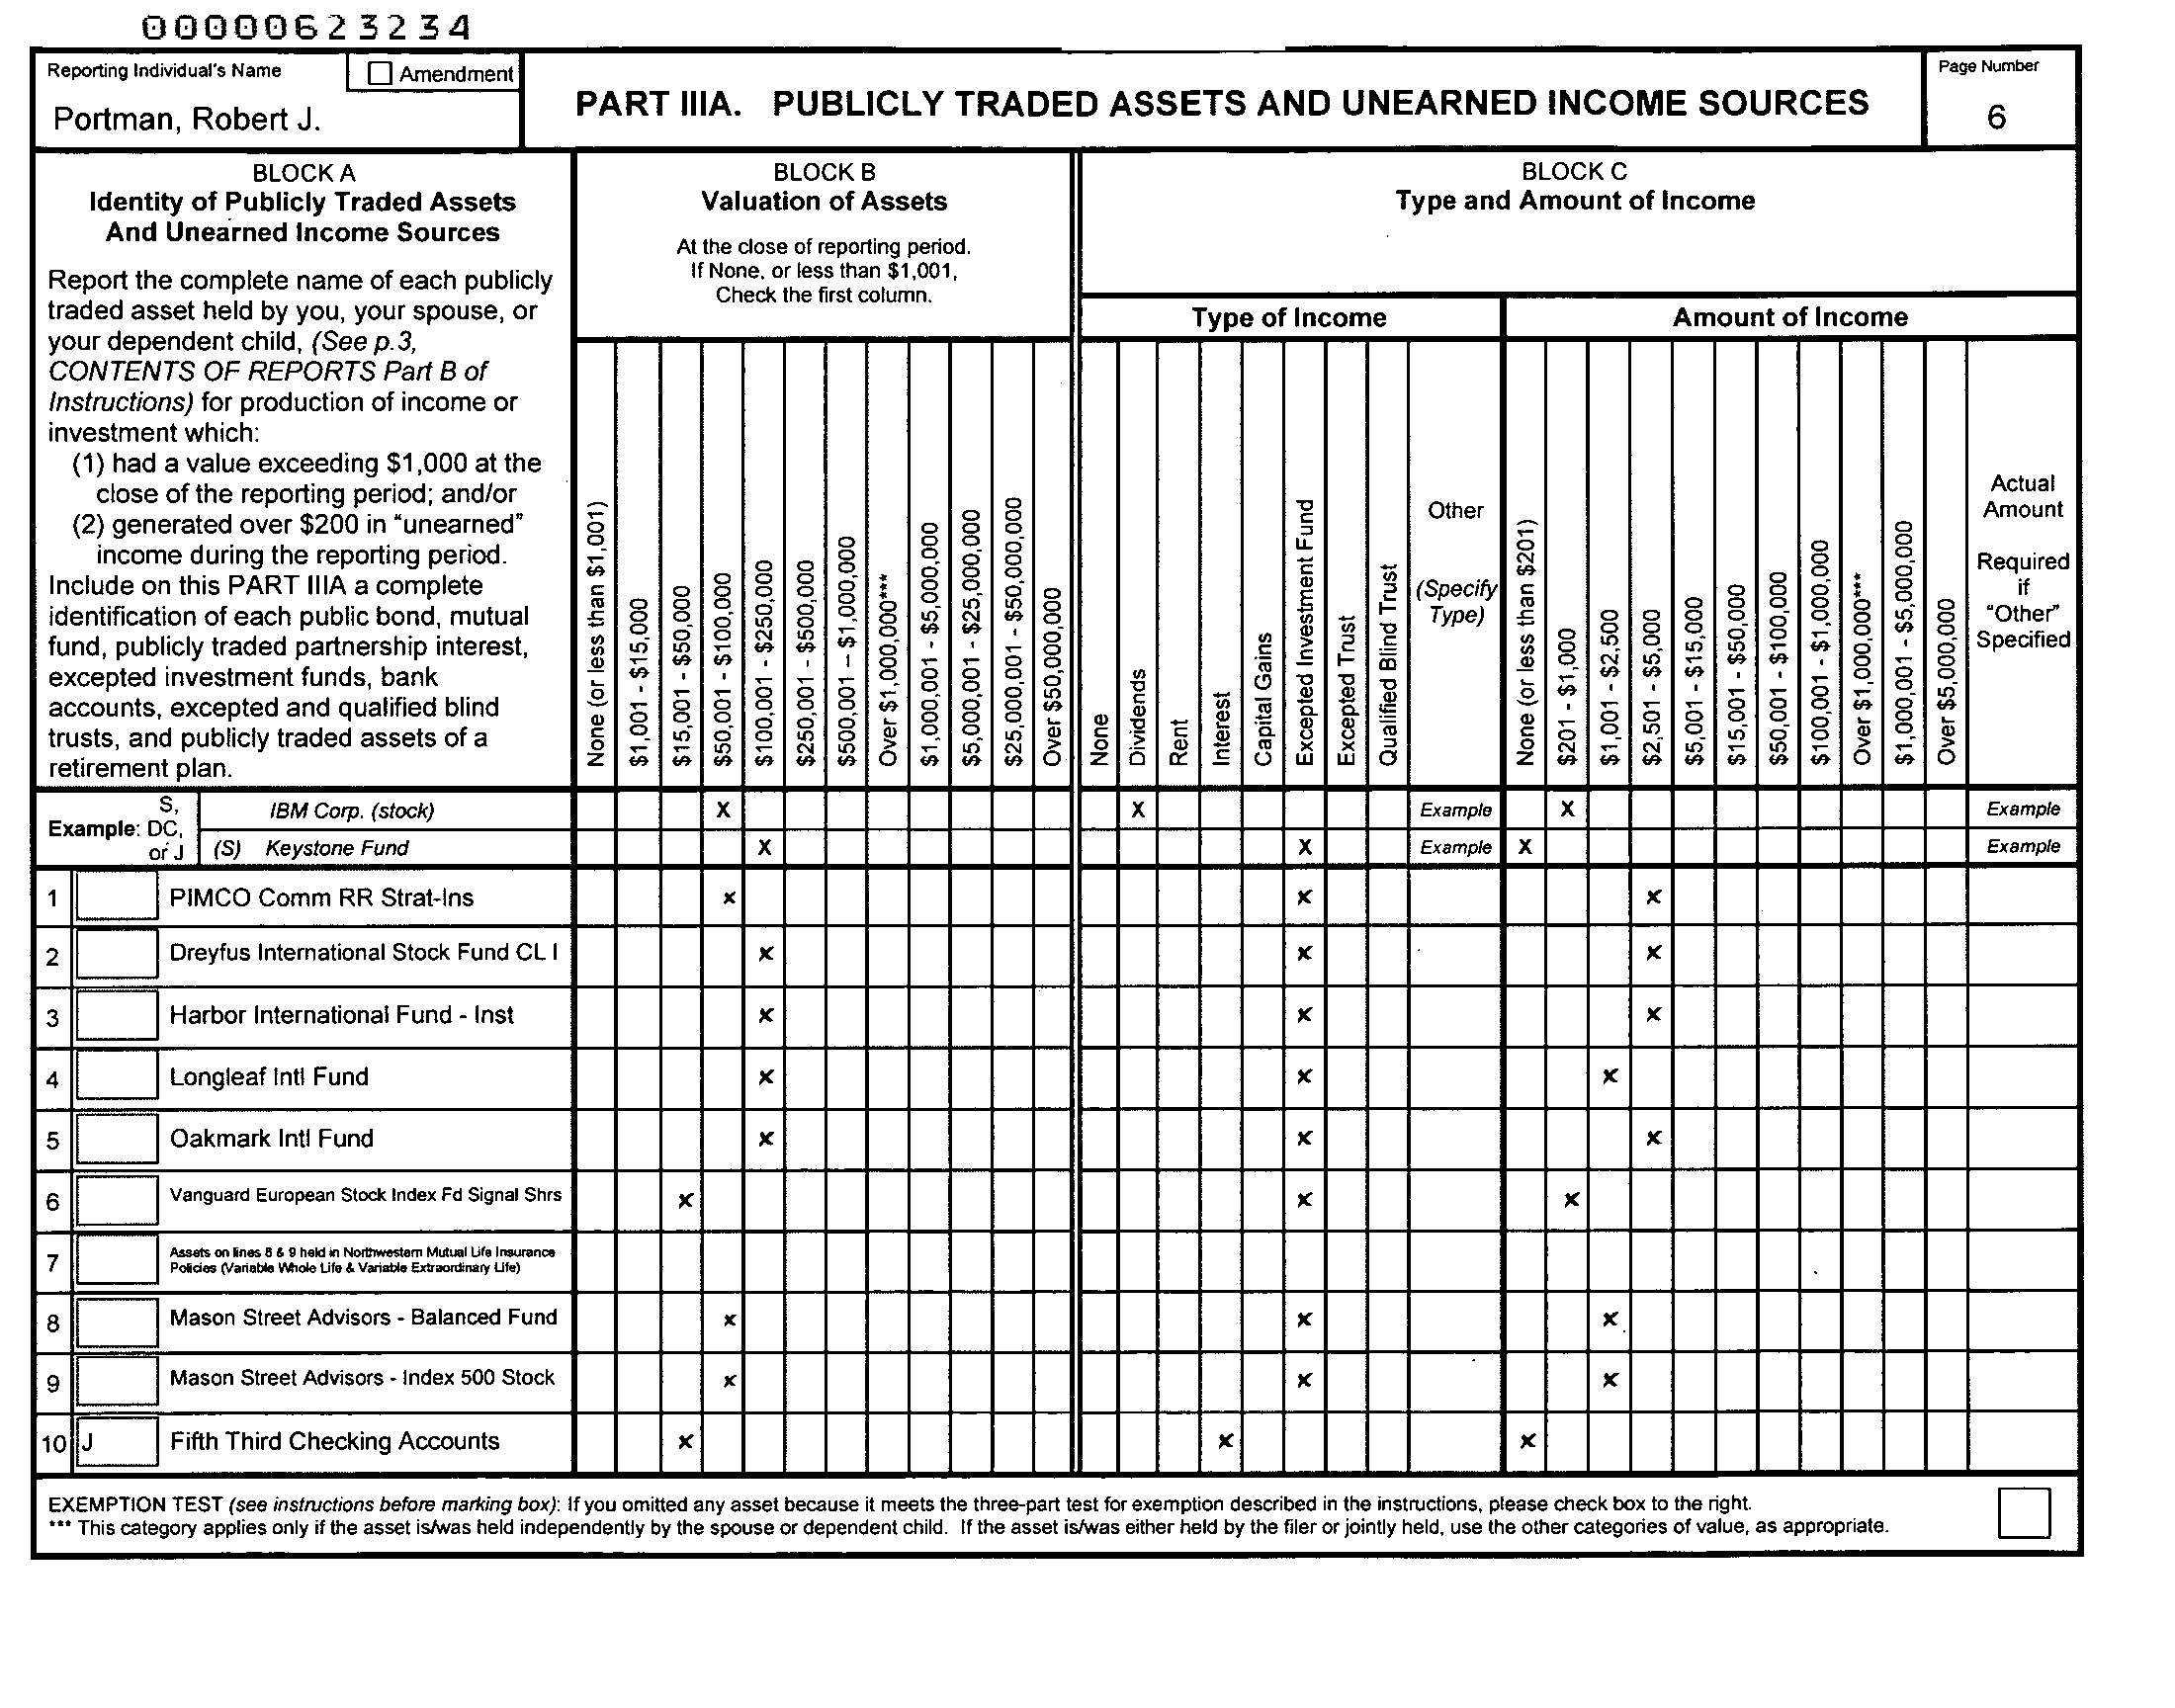 00000623234
Reporting Individual's Name
Amendment
Portman, Robert J.
PART IIIA. PUBLICLY TRADED ASSETS AND UNEARNED INCOME SOURCES
Page Number
6
BLOCK A
Identity of Publicly Traded Assets
And Unearned Income Sources
Report the complete name of each publicly
traded asset held by you, your spouse, or
your dependent child, (See p.3,
CONTENTS OF REPORTS Part B of
Instructions) for production of income or
investment which:
(1) had a value exceeding $1,000 at the
close of the reporting period; and/or
(2) generated over $200 in “unearned”
income during the reporting period.
Include on this PART IIIA a complete
identification of each public bond, mutual
fund, publicly traded partnership interest,
excepted investment funds, bank
accounts, excepted and qualified blind
trusts, and publicly traded assets of a
retirement plan.
BLOCK B
Valuation of Assets
At the close of reporting period.
If None, or less than $1,001,
Check the first column.
None (or less than $1,001)
$1,001 - $15,000
$15,001 - $50,000
$50,001 - $100,000
$100,001 - $250,000
$250,001 - $500,000
$500,001 – $1,000,000
Over $1,000,000***
$1,000,001 - $5,000,000
$5,000,001 - $25,000,000
$25,000,001 - $50,000,000
Over $50,000,000
BLOCK C
Type and Amount of Income
Type of Income
None
Dividends
Rent
Interest
Capital Gains
Excepted Investment Fund
Excepted Trust
Qualified Blind Trust
Other
(Specify
Type)
Amount of Income
None (or less than $201)
$201 - $1,000
$1,001 - $2,500
$2,501 - $5,000
$5,001 - $15,000
$15,001 - $50,000
$50,001 - $100,000
$100,001 - $1,000,000
Over $1,000,000***
$1,000,001 - $5,000,000
Over $5,000,000
Actual
Amount
Required
if
“Other”
Specified
Example: S, DC, or J
IBM Corp. (stock) X X Example X Example
(S) Keystone Fund X X Example X Example
1 PIMCO Comm RR Strat-Ins x x x
2 Dreyfus International Stock Fund CL I x x x
3 Harbor International Fund - Inst x x x
4 Longleaf Intl Fund x x x
5 Oakmark Intl Fund x x x
6 Vanguard European Stock Index Fd Signal Shrs x x x
7 Assets on lines 8 & 9 held in Northwestern Mutual Life Insurance
Policies (Variable Whole Life & Variable Extraordinary Life)
8 Mason Street Advisors - Balanced Fund x x x
9 Mason Street Advisors - Index 500 Stock x x x
10 J Fifth Third Checking Accounts x x x
EXEMPTION TEST (see instructions before marking box): If you omitted any asset because it meets the three-part test for exemption described in the instructions, please check box to the right.
*** This category applies only if the asset is/was held independently by the spouse or dependent child. If the asset is/was either held by the filer or jointly held, use the other categories of value, as appropriate.